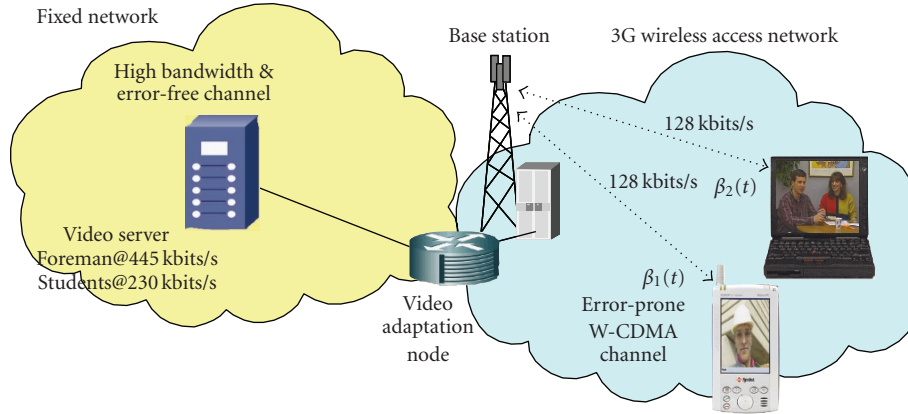 Fixed network
High bandwidth &
error-free channel
Video server
Foreman@445 kbits/s
Students@230 kbits/s
Base station
Video
adaptation
node
3G wireless access network
128 kbits/s
128 kbits/s
β2(t)
β1(t)
Error-prone
W-CDMA
channel